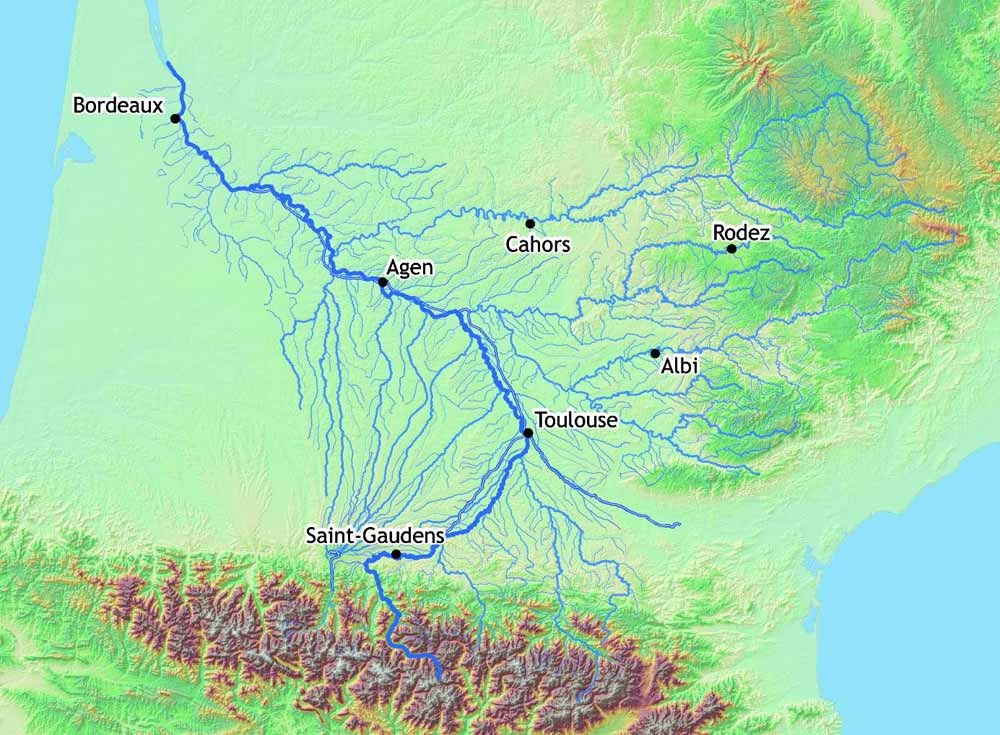 Bordeaux
Cahors
Rodez
Agen
Albi
Toulouse
Saint-Gaudens